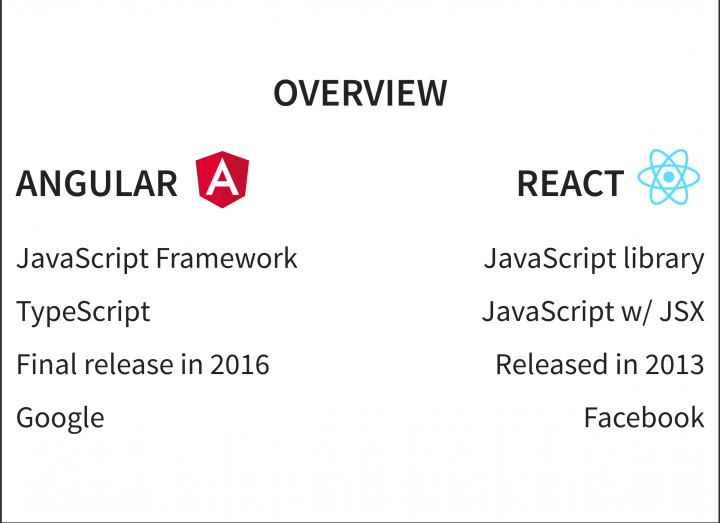 OVERVIEW
ANGULAR
REACT
JavaScript Framework
JavaScript library
TypeScript
JavaScript w/ JSX
Final release in 2016
Released in 2013
Google
Facebook